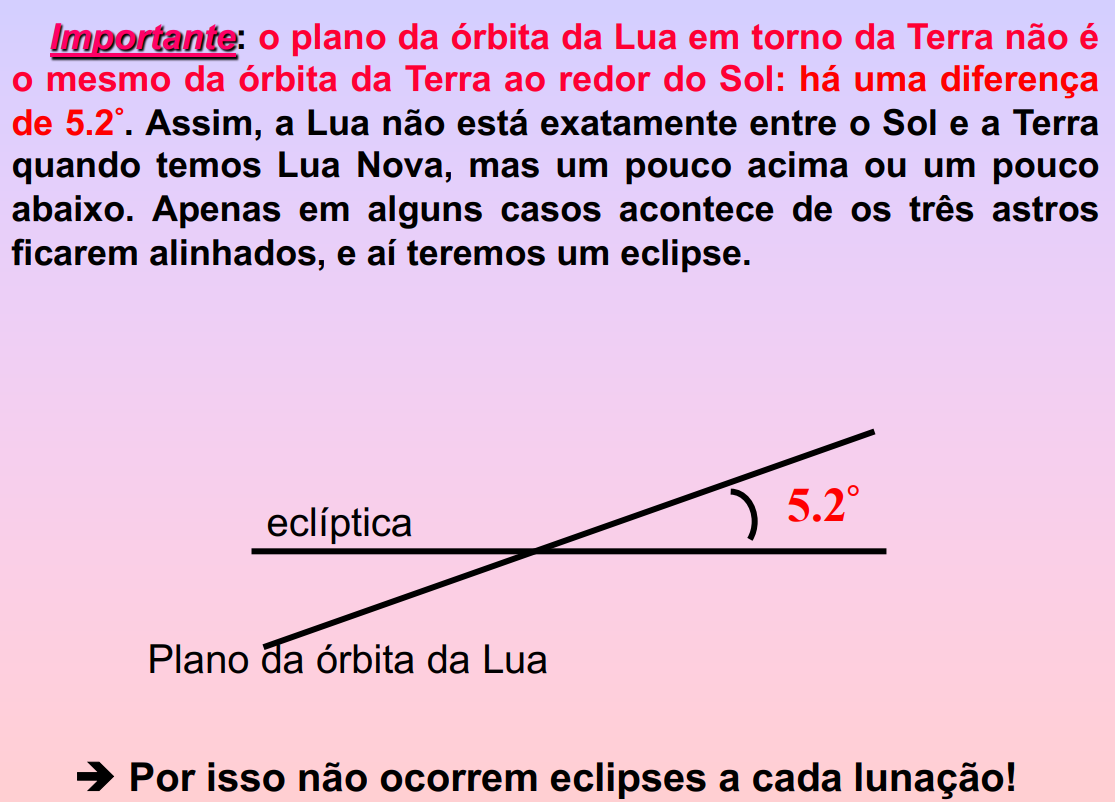 Importante: o plano da órbita da Lua em torno da Terra não é
o mesmo da órbita da Terra ao redor do Sol: há uma diferença
de 5.2°. Assim, a Lua não está exatamente entre o Sol e a Terra
quando temos Lua Nova, mas um pouco acima ou um pouco
abaixo. Apenas em alguns casos acontece de os três astros
ficarem alinhados, e aí teremos um eclipse.
5.2°
eclíptica
Plano da órbita da Lua
➔ Por isso não ocorrem eclipses a cada lunação!